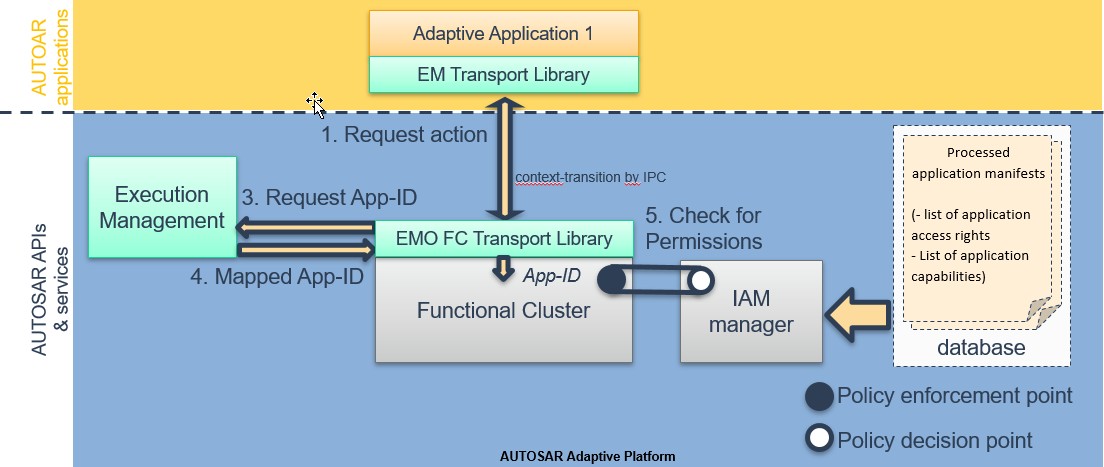 AUTOAR
applications
Adaptive Application 1
EM Transport Library
1. Request action
context-transition by IPC
Execution
Management
3. Request App-ID
4. Mapped App-ID
EMO FC Transport Library
App-ID
Functional Cluster
5. Check for
Permissions
IAM
manager
Processed
application manifests
(- list of application
access rights
- List of application
capabilities)
database
AUTOSAR APIs
& services
Policy enforcement point
Policy decision point
AUTOSAR Adaptive Platform